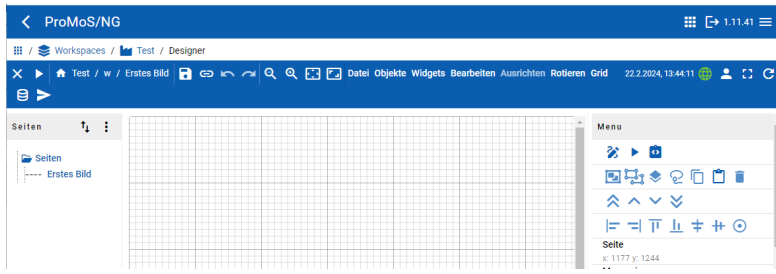 ProMoS/NG 1.11.41
/ Workspaces / Test / Designer
Test / w / Erstes Bild Datei Objekte Widgets Bearbeiten Ausrichten Rotieren Grid 22.2.2024, 13:44:11
Seiten
Menu
Seiten
Erstes Bild
Seite
x: 1177 y: 1244